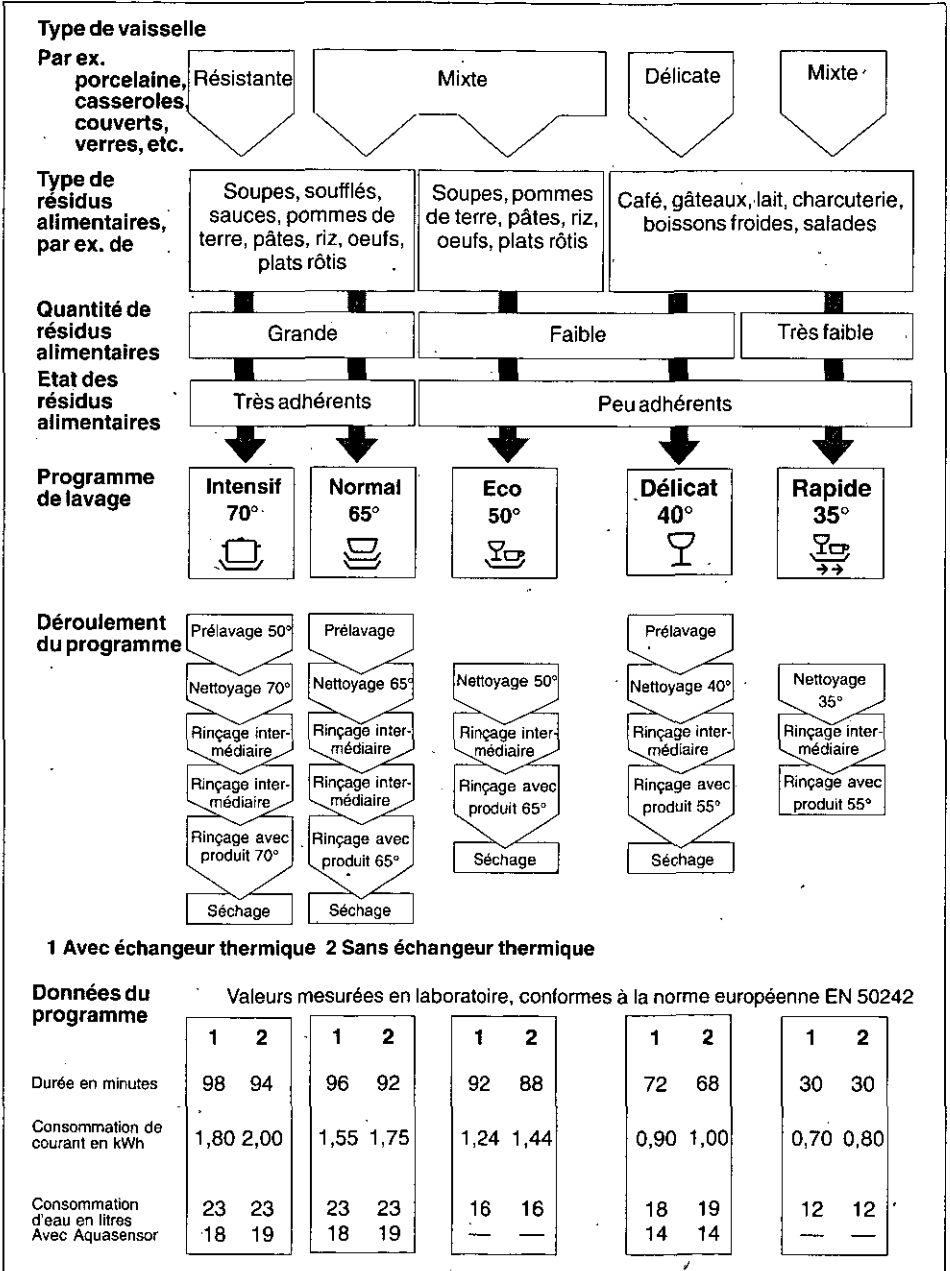 Type de vaisselle
Par ex.
porcelaine,
casseroles,
couverts,
verres, etc.
Résistante
Mixte
Délicate
Mixte
Type de
résidus
alimentaires,
par ex. de
Soupes, soufflés,
sauces, pommes de
terre, pâtes, riz, oeufs,
plats rôtis
Soupes, pommes
de terre, pâtes, riz,
oeufs, plats rôtis
Café, gâteaux, lait, charcuterie,
boissons froides, salades
Quantité de
résidus
alimentaires
Grande
Faible
Très faible
Etat des
résidus
alimentaires
Très adhérents
Peu adhérents
Programme
de lavage
Intensif
70°
Normal
65°
Eco
50°
Délicat
40°
Rapide
35°
Déroulement
du programme
Prélavage 50°
Nettoyage 70°
Rinçage inter-
médiaire
Rinçage inter-
médiaire
Rinçage avec
produit 70°
Séchage
Prélavage
Nettoyage 65°
Rinçage inter-
médiaire
Rinçage inter-
médiaire
Rinçage avec
produit 65°
Séchage
Nettoyage 50°
Rinçage inter-
médiaire
Rinçage avec
produit 65°
Séchage
Prélavage
Nettoyage 40°
Rinçage inter-
médiaire
Rinçage avec
produit 55°
Séchage
Nettoyage
35°
Rinçage inter-
médiaire
Rinçage avec
produit 55°
1 Avec échangeur thermique 2 Sans échangeur thermique
Données du
programme
Valeurs mesurées en laboratoire, conformes à la norme européenne EN 50242
1 2 1 2 1 2 1 2 1 2
Durée en minutes 98 94 96 92 92 88 72 68 30 30
Consommation de
courant en kWh 1,80 2,00 1,55 1,75 1,24 1,44 0,90 1,00 0,70 0,80
Consommation
d'eau en litres 23 23 23 23 16 16 18 19 12 12
Avec Aquasensor 18 19 18 19 — — 14 14 — —